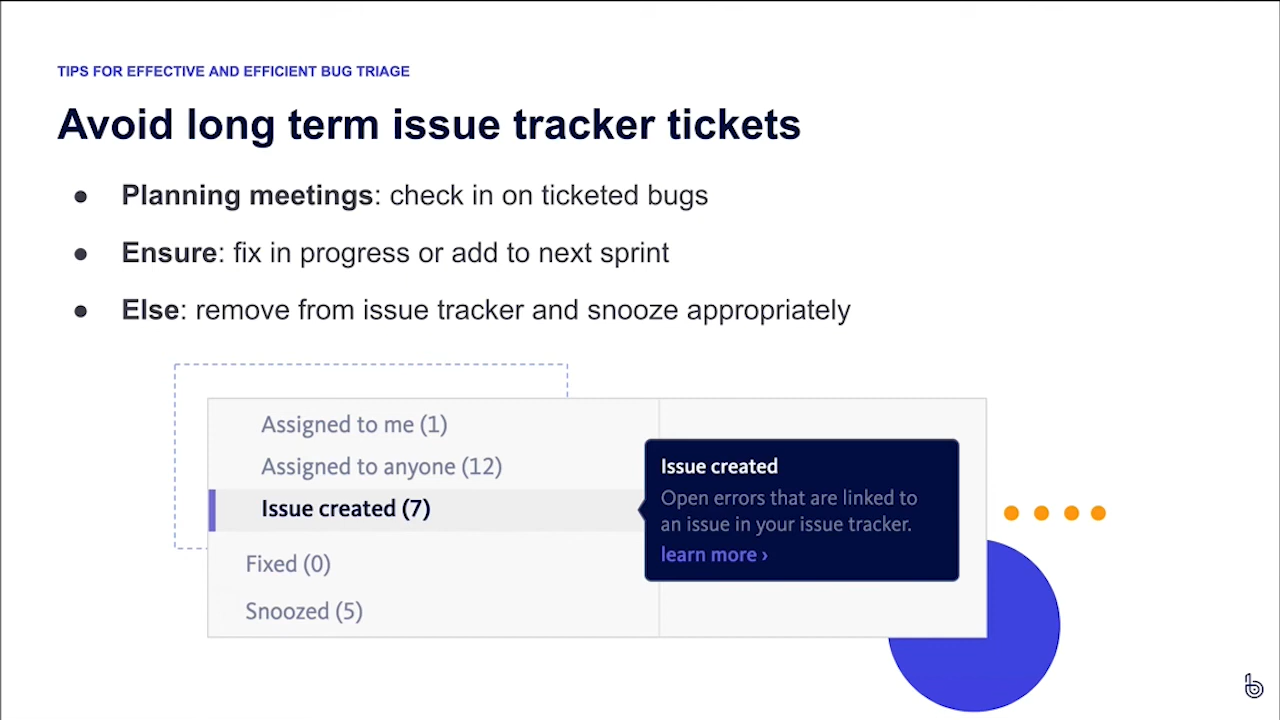 TIPS FOR EFFECTIVE AND EFFICIENT BUG TRIAGE
Avoid long term issue tracker tickets
● Planning meetings: check in on ticketed bugs
● Ensure: fix in progress or add to next sprint
● Else: remove from issue tracker and snooze appropriately
Assigned to me (1)
Assigned to anyone (12)
Issue created (7)
Fixed (0)
Snoozed (5)
Issue created
Open errors that are linked to
an issue in your issue tracker.
learn more ›